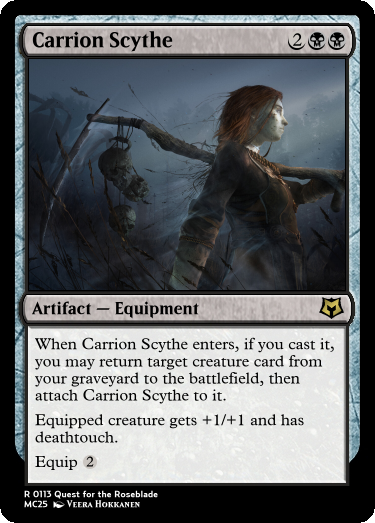 Carrion Scythe 2
Artifact — Equipment
When Carrion Scythe enters, if you cast it,
you may return target creature card from
your graveyard to the battlefield, then
attach Carrion Scythe to it.
Equipped creature gets +1/+1 and has
deathtouch.
Equip 2
R 0113 Quest for the Roseblade
MC25 Veera Hokkanen